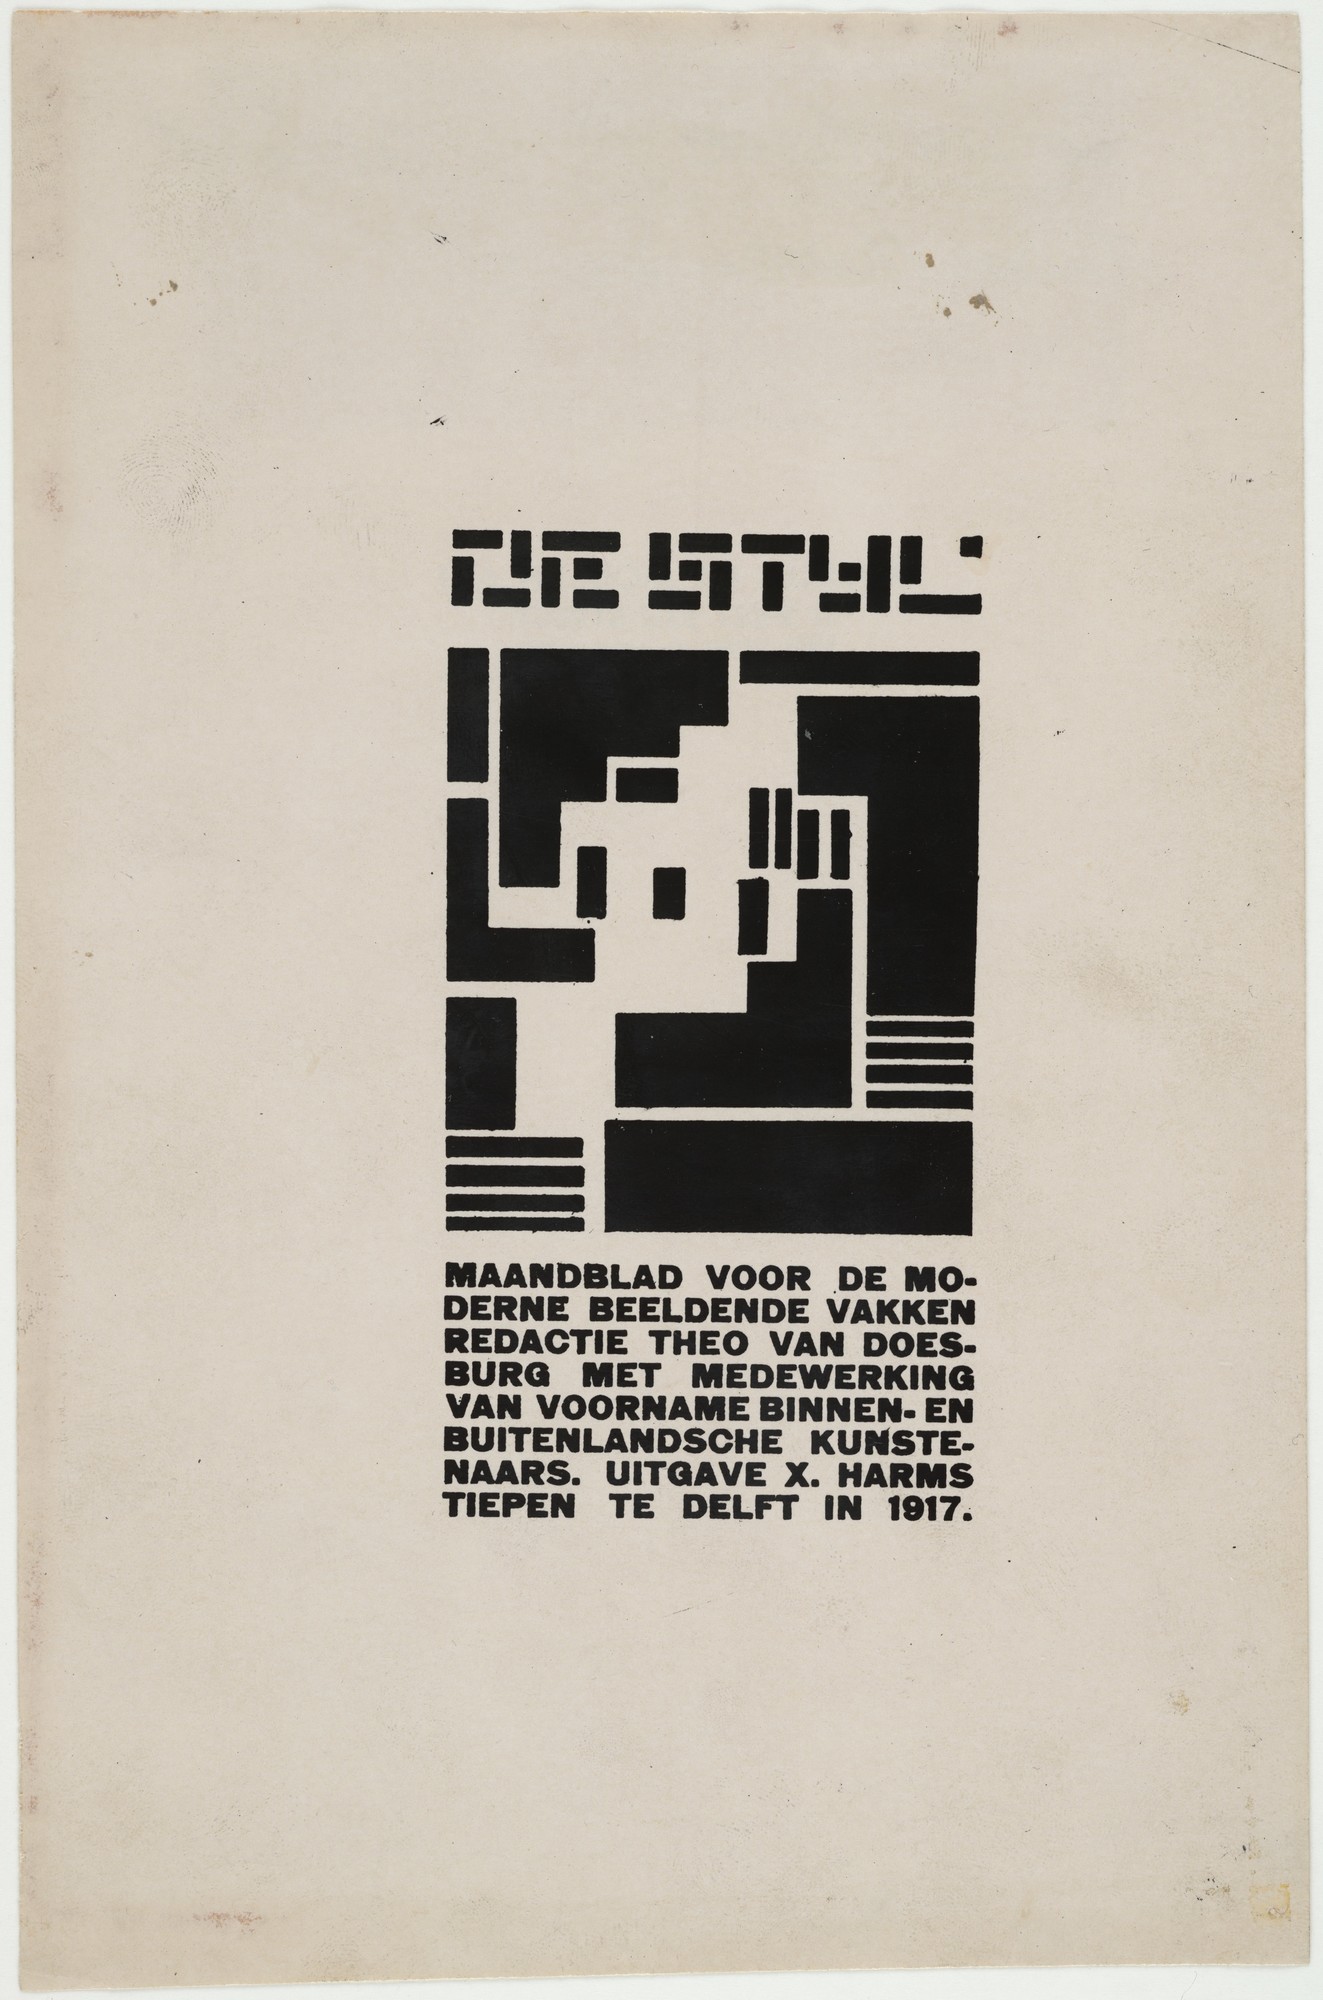 DE STYL
MAANDBLAD VOOR DE MO-
DERNE BEELDENDE VAKKEN
REDACTIE THEO VAN DOES-
BURG MET MEDEWERKING
VAN VOORNAME BINNEN- EN
BUITENLANDSCHE KUNSTE-
NAARS. UITGAVE X. HARMS
TIEPEN TE DELFT IN 1917.